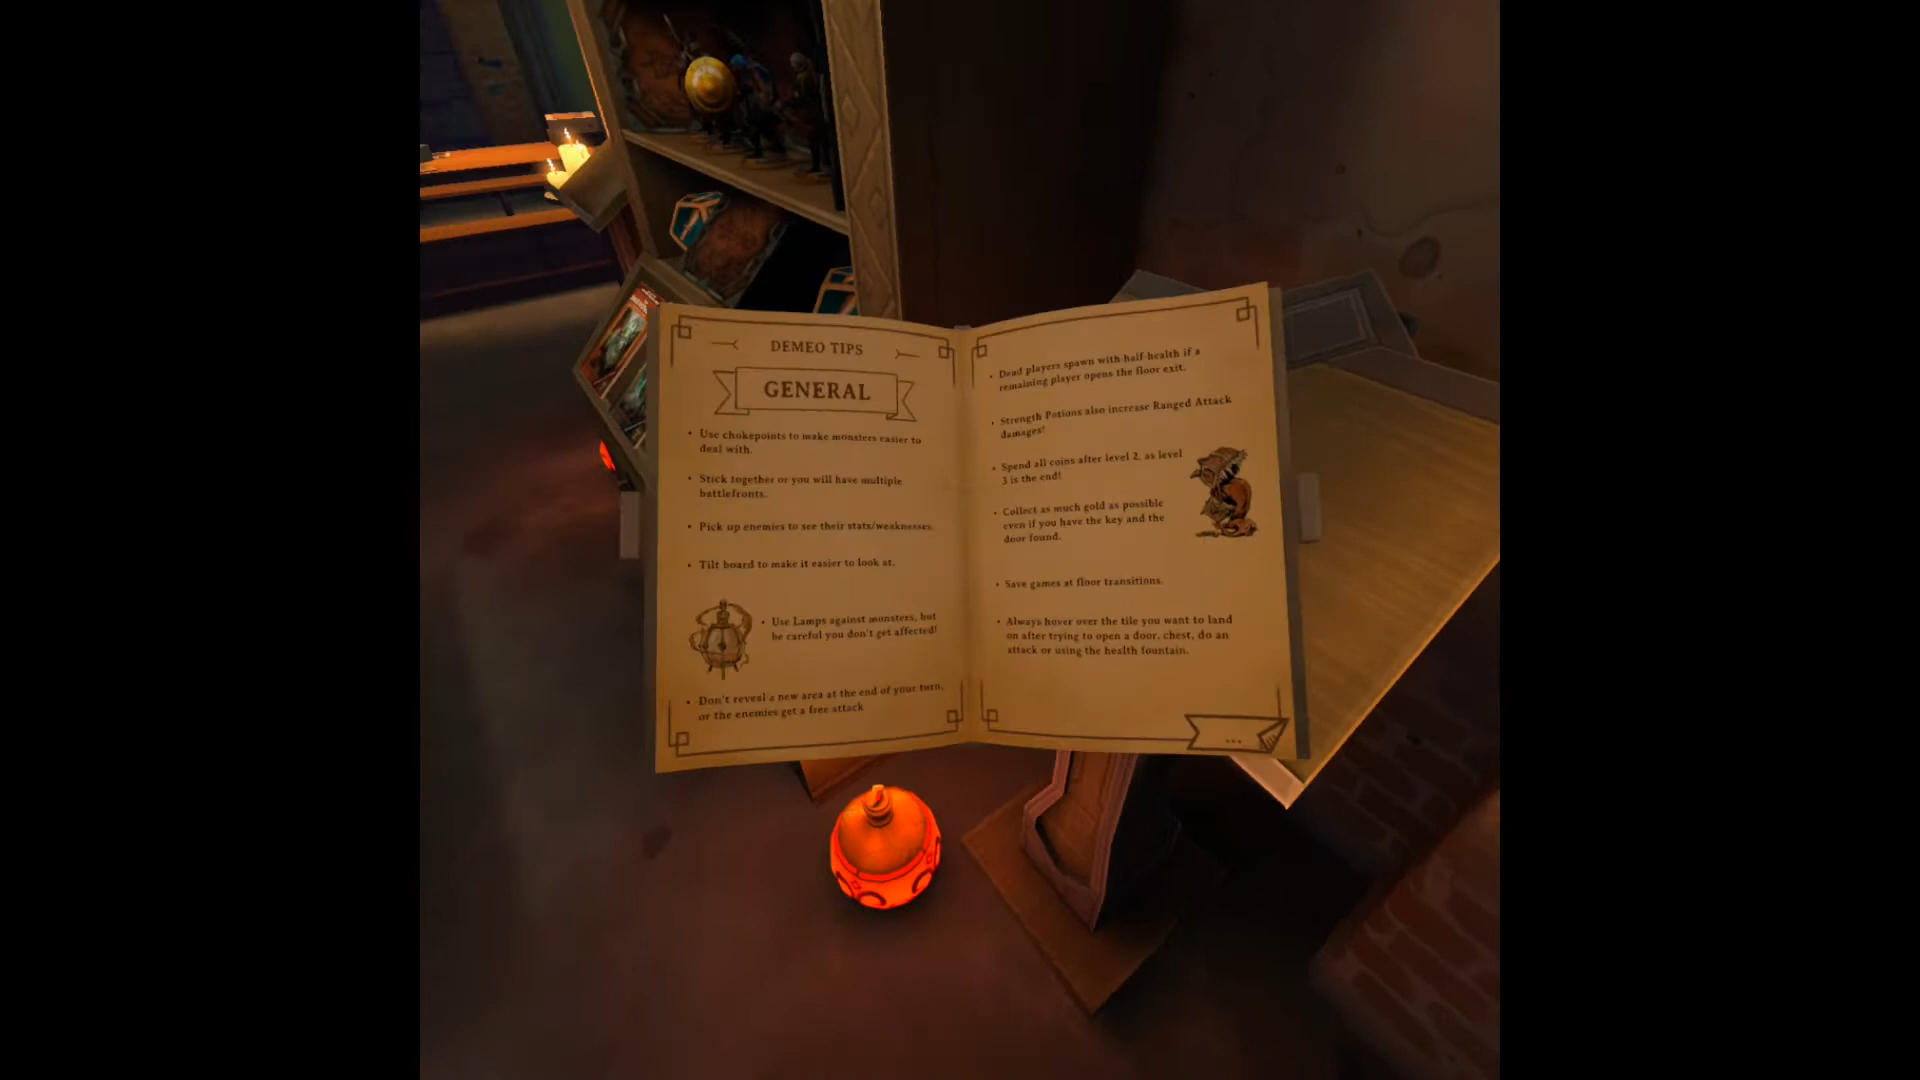 DEMEO TIPS
GENERAL
• Use chokepoints to make monsters easier to
deal with.
• Stick together or you will have multiple
battlefronts.
• Pick up enemies to see their stats/weaknesses.
• Tilt board to make it easier to look at.
• Use Lamps against monsters, but
be careful you don't get affected!
• Don't reveal a new area at the end of your turn,
or the enemies get a free attack
• Dead players spawn with half-health if a
remaining player opens the floor exit.
• Strength Potions also increase Ranged Attack
damages!
• Spend all coins after level 2, as level
3 is the end!
• Collect as much gold as possible
even if you have the key and the
door found.
• Save games at floor transitions.
• Always hover over the tile you want to land
on after trying to open a door, chest, do an
attack or using the health fountain.
...